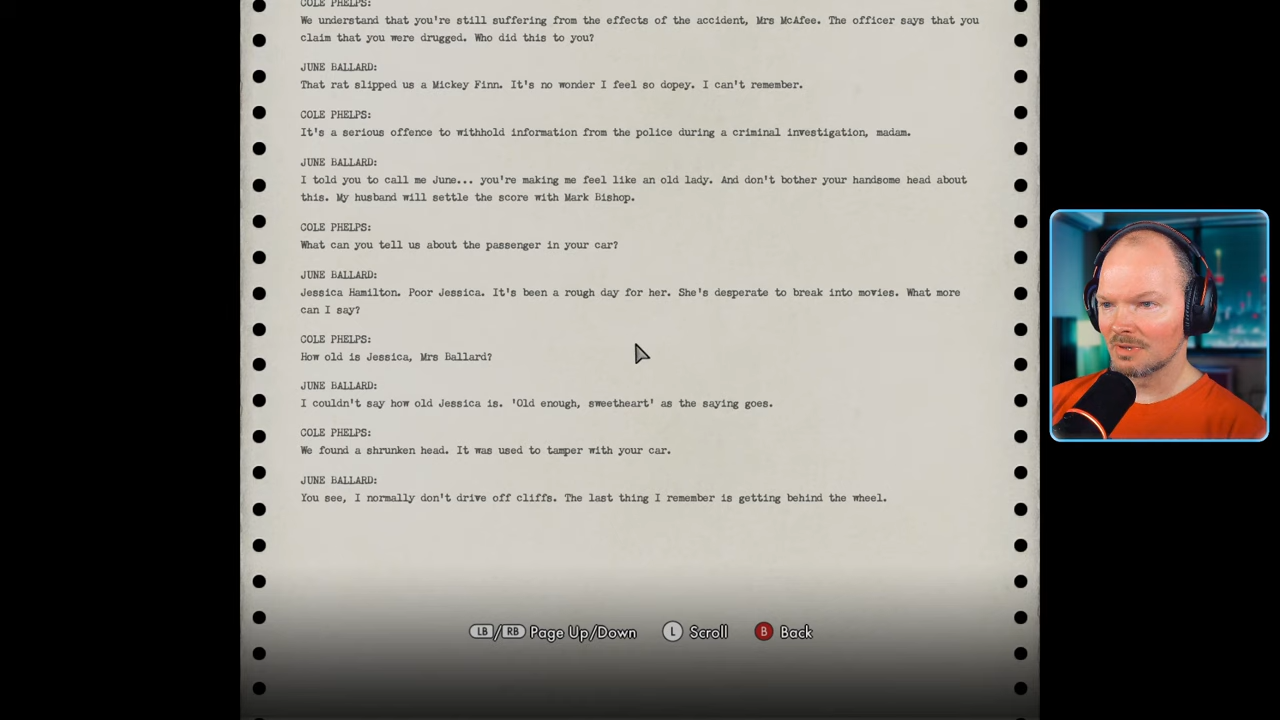 COLE PHELPS:
We understand that you're still suffering from the effects of the accident, Mrs McAfee. The officer says that you
claim that you were drugged. Who did this to you?
JUNE BALLARD:
That rat slipped us a Mickey Finn. It's no wonder I feel so dopey. I can't remember.
COLE PHELPS:
It's a serious offence to withhold information from the police during a criminal investigation, madam.
JUNE BALLARD:
I told you to call me June... you're making me feel like an old lady. And don't bother your handsome head about
this. My husband will settle the score with Mark Bishop.
COLE PHELPS:
What can you tell us about the passenger in your car?
JUNE BALLARD:
Jessica Hamilton. Poor Jessica. It's been a rough day for her. She's desperate to break into movies. What more
can I say?
COLE PHELPS:
How old is Jessica, Mrs Ballard?
JUNE BALLARD:
I couldn't say how old Jessica is. 'Old enough, sweetheart' as the saying goes.
COLE PHELPS:
We found a shrunken head. It was used to tamper with your car.
JUNE BALLARD:
You see, I normally don't drive off cliffs. The last thing I remember is getting behind the wheel.
LB/RB Page Up/Down L Scroll B Back